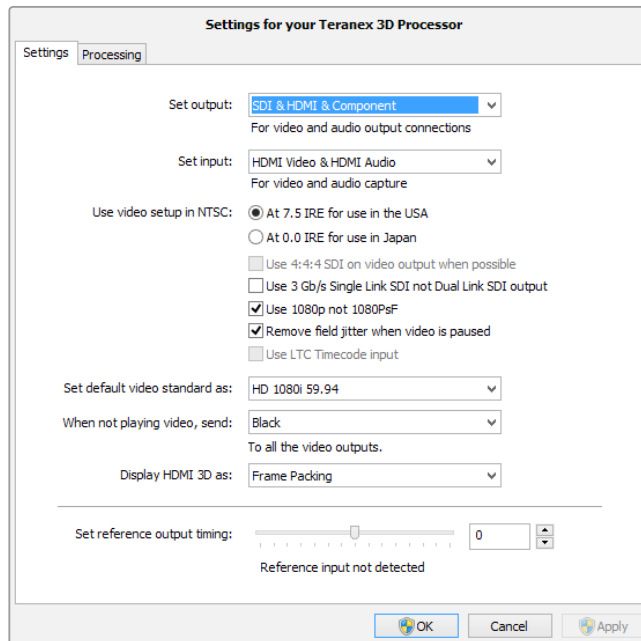 Settings for your Teranex 3D Processor
Settings Processing
Set output: SDI & HDMI & Component
For video and audio output connections
Set input: HDMI Video & HDMI Audio
For video and audio capture
Use video setup in NTSC: At 7.5 IRE for use in the USA
At 0.0 IRE for use in Japan
Use 4:4:4 SDI on video output when possible
Use 3 Gb/s Single Link SDI not Dual Link SDI output
Use 1080p not 1080PsF
Remove field jitter when video is paused
Use LTC Timecode input
Set default video standard as: HD 1080i 59.94
When not playing video, send: Black
To all the video outputs.
Display HDMI 3D as: Frame Packing
Set reference output timing: 0
Reference input not detected
OK Cancel Apply